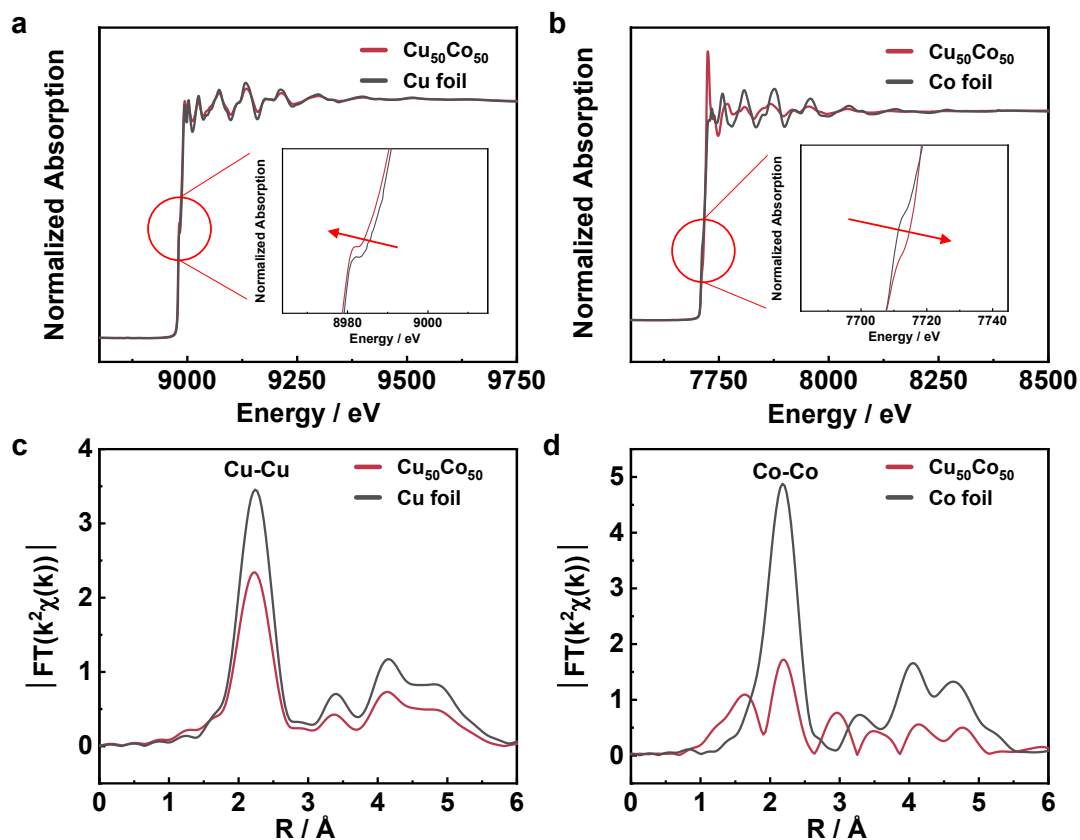 a
Normalized Absorption
Cu₅₀Co₅₀
Cu foil
Normalized Absorption
8980 9000
Energy / eV
9000 9250 9500 9750
Energy / eV
b
Normalized Absorption
Cu₅₀Co₅₀
Co foil
Normalized Absorption
7700 7720 7740
Energy / eV
7750 8000 8250 8500
Energy / eV
c
|FT(k²χ(k))|
4
3
2
1
0
Cu-Cu
Cu₅₀Co₅₀
Cu foil
0 1 2 3 4 5 6
R / Å
d
|FT(k²χ(k))|
5
4
3
2
1
0
Co-Co
Cu₅₀Co₅₀
Co foil
0 1 2 3 4 5 6
R / Å